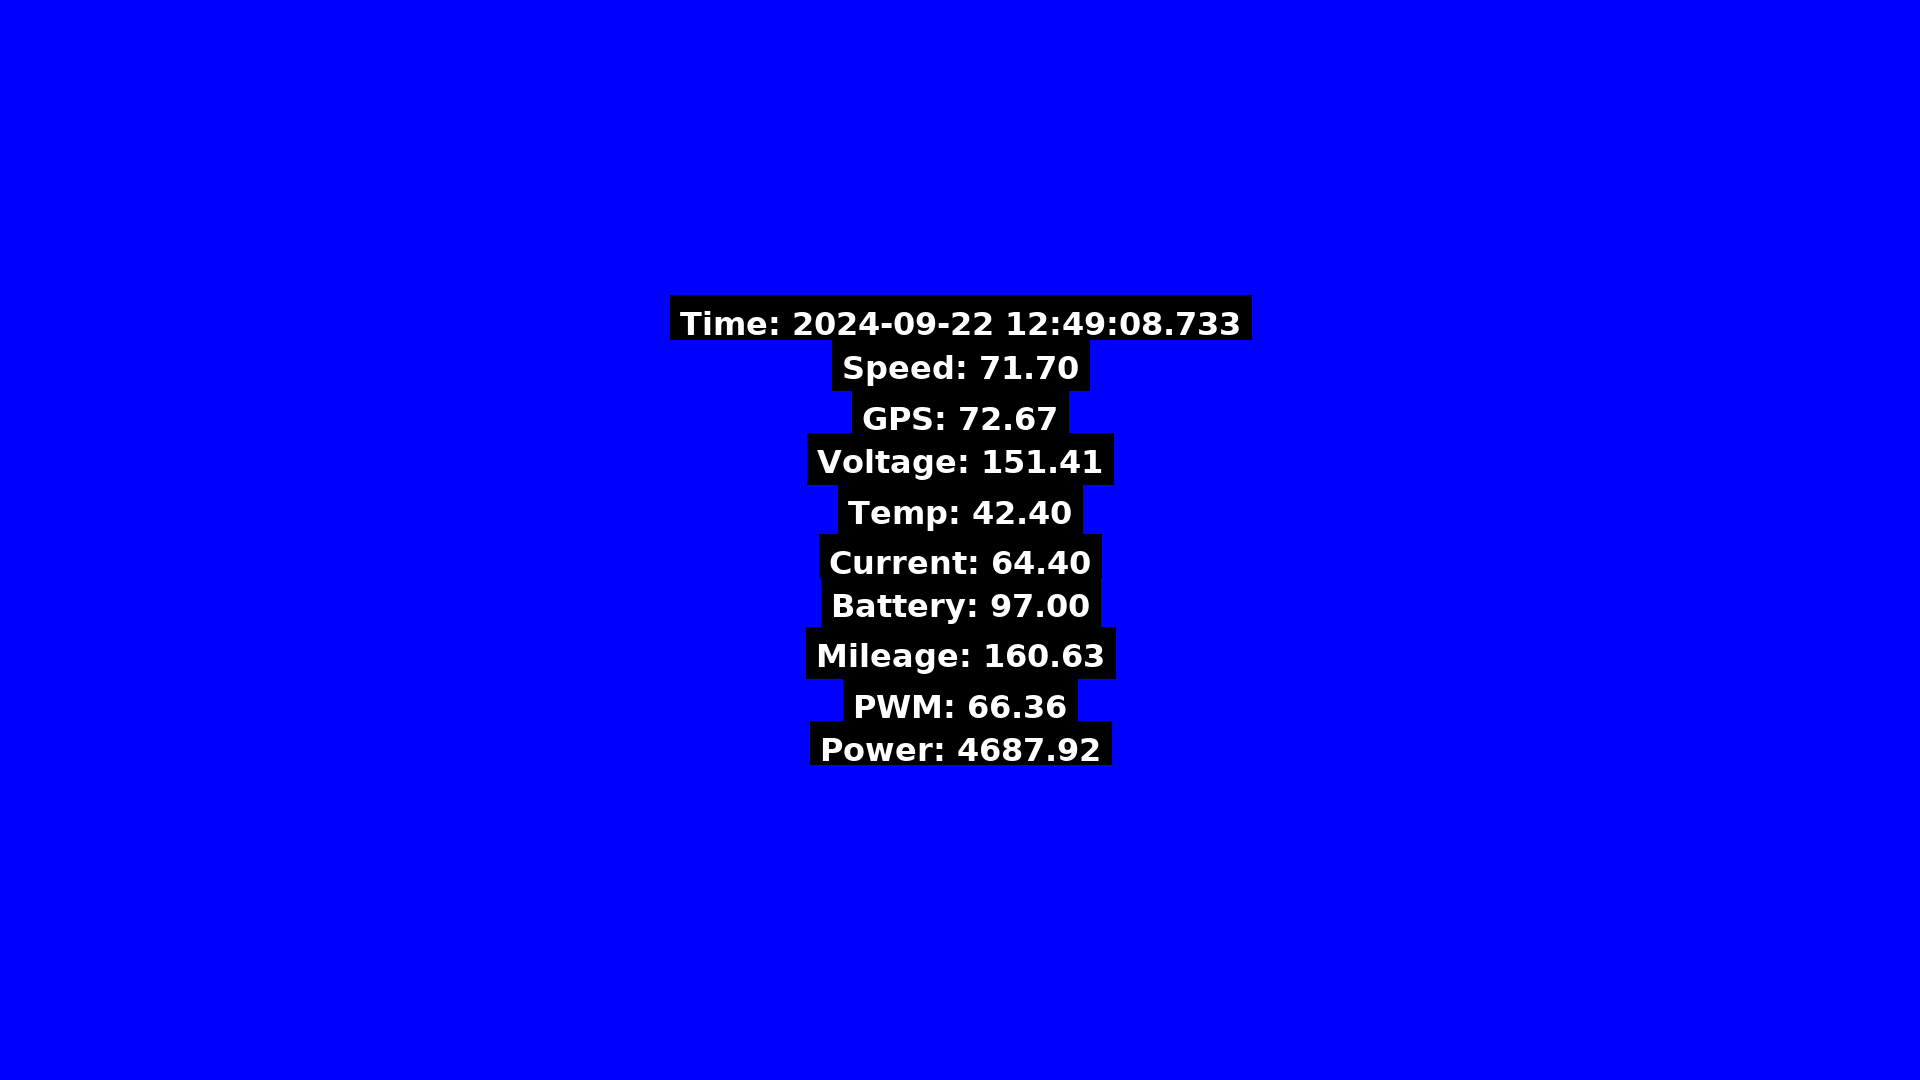 Time: 2024-09-22 12:49:08.733
Speed: 71.70
GPS: 72.67
Voltage: 151.41
Temp: 42.40
Current: 64.40
Battery: 97.00
Mileage: 160.63
PWM: 66.36
Power: 4687.92